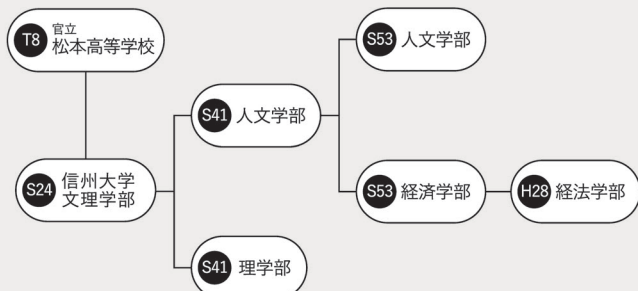 T8 官立
松本高等学校
S24 信州大学
文理学部
S41 人文学部
S41 理学部
S53 人文学部
S53 経済学部
H28 経法学部